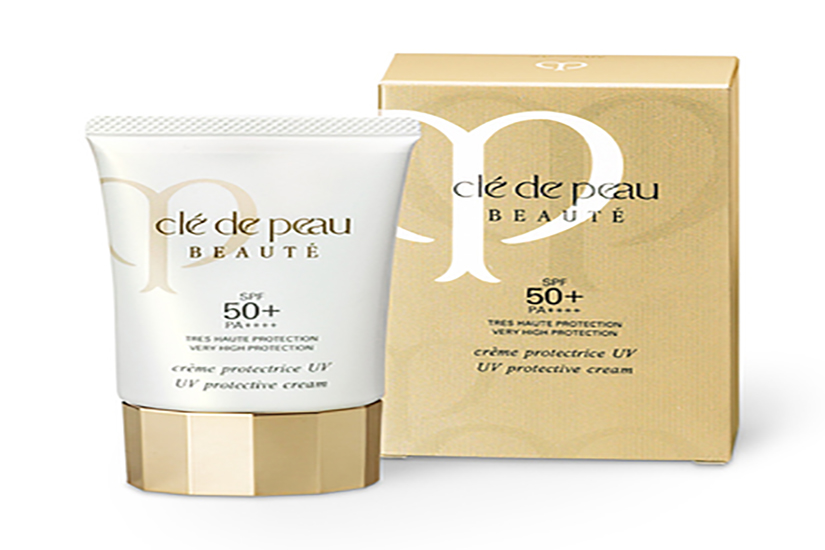 clé de peau
BEAUTÉ
SPF
50+
PA++++
TRES HAUTE PROTECTION
VERY HIGH PROTECTION
crème protectrice UV
UV protective cream
clé de peau
BEAUTÉ
SPF
50+
PA++++
TRES HAUTE PROTECTION
VERY HIGH PROTECTION
crème protectrice UV
UV protective cream